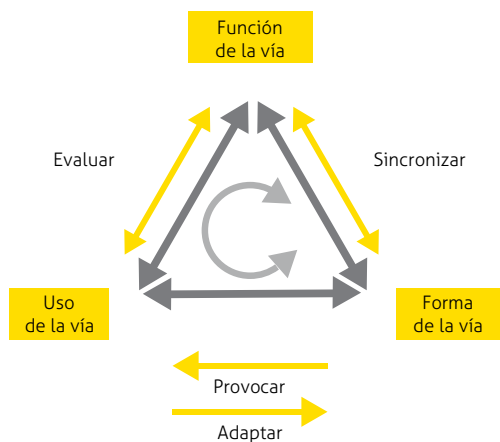 Función
de la vía
Evaluar
Sincronizar
Uso
de la vía
Forma
de la vía
Provocar
Adaptar